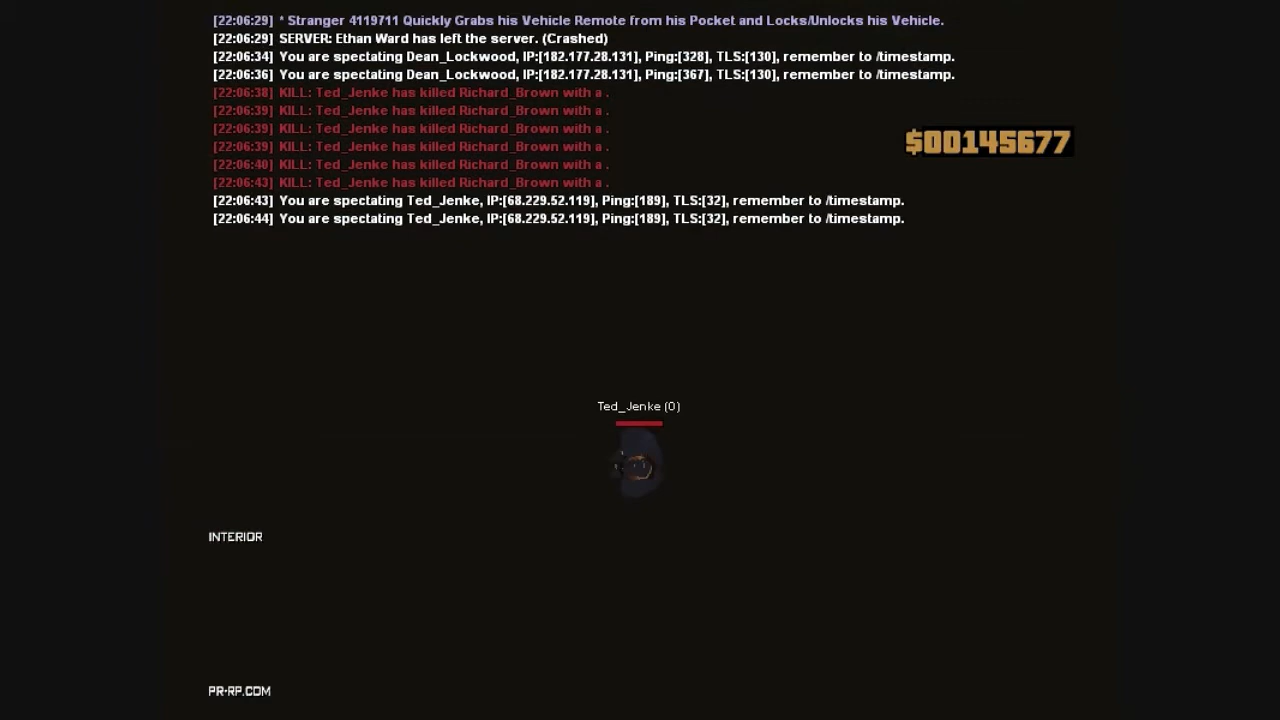 [22:06:29] * Stranger 4119711 Quickly Grabs his Vehicle Remote from his Pocket and Locks/Unlocks his Vehicle.
[22:06:29] SERVER: Ethan Ward has left the server. (Crashed)
[22:06:34] You are spectating Dean_Lockwood, IP:[182.177.28.131], Ping:[328], TLS:[130], remember to /timestamp.
[22:06:36] You are spectating Dean_Lockwood, IP:[182.177.28.131], Ping:[367], TLS:[130], remember to /timestamp.
[22:06:38] KILL: Ted_Jenke has killed Richard_Brown with a .
[22:06:39] KILL: Ted_Jenke has killed Richard_Brown with a .
[22:06:39] KILL: Ted_Jenke has killed Richard_Brown with a .
[22:06:39] KILL: Ted_Jenke has killed Richard_Brown with a .
[22:06:40] KILL: Ted_Jenke has killed Richard_Brown with a .
[22:06:43] KILL: Ted_Jenke has killed Richard_Brown with a .
[22:06:43] You are spectating Ted_Jenke, IP:[68.229.52.119], Ping:[189], TLS:[32], remember to /timestamp.
[22:06:44] You are spectating Ted_Jenke, IP:[68.229.52.119], Ping:[189], TLS:[32], remember to /timestamp.
$00145677
Ted_Jenke (0)
INTERIOR
PR-RP.COM